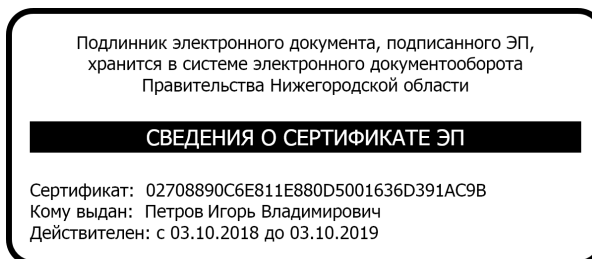 Подлинник электронного документа, подписанного ЭП,
хранится в системе электронного документооборота
Правительства Нижегородской области
СВЕДЕНИЯ О СЕРТИФИКАТЕ ЭП
Сертификат: 02708890C6E811E880D5001636D391AC9B
Кому выдан: Петров Игорь Владимирович
Действителен: с 03.10.2018 до 03.10.2019